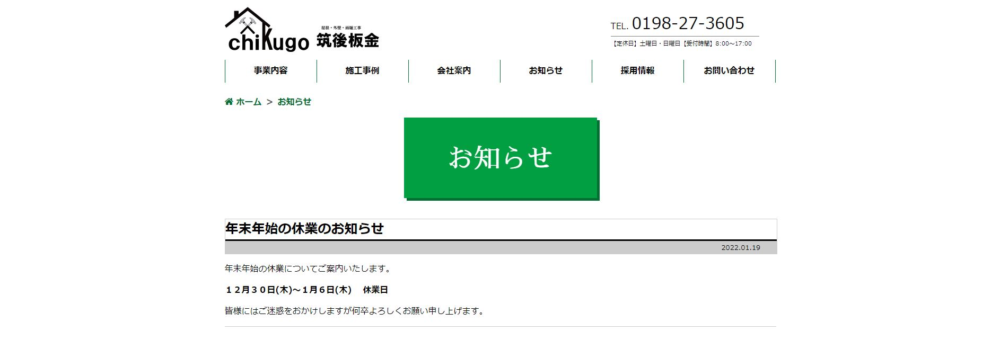 屋根・外壁・雨樋工事
chikugo 筑後板金
TEL. 0198-27-3605
【定休日】土曜日・日曜日【受付時間】8:00～17:00
事業内容 施工事例 会社案内 お知らせ 採用情報 お問い合わせ
ホーム > お知らせ
お知らせ
年末年始の休業のお知らせ
2022.01.19
年末年始の休業についてご案内いたします。
１２月３０日(木)～１月６日(木)　休業日
皆様にはご迷惑をおかけしますが何卒よろしくお願い申し上げます。